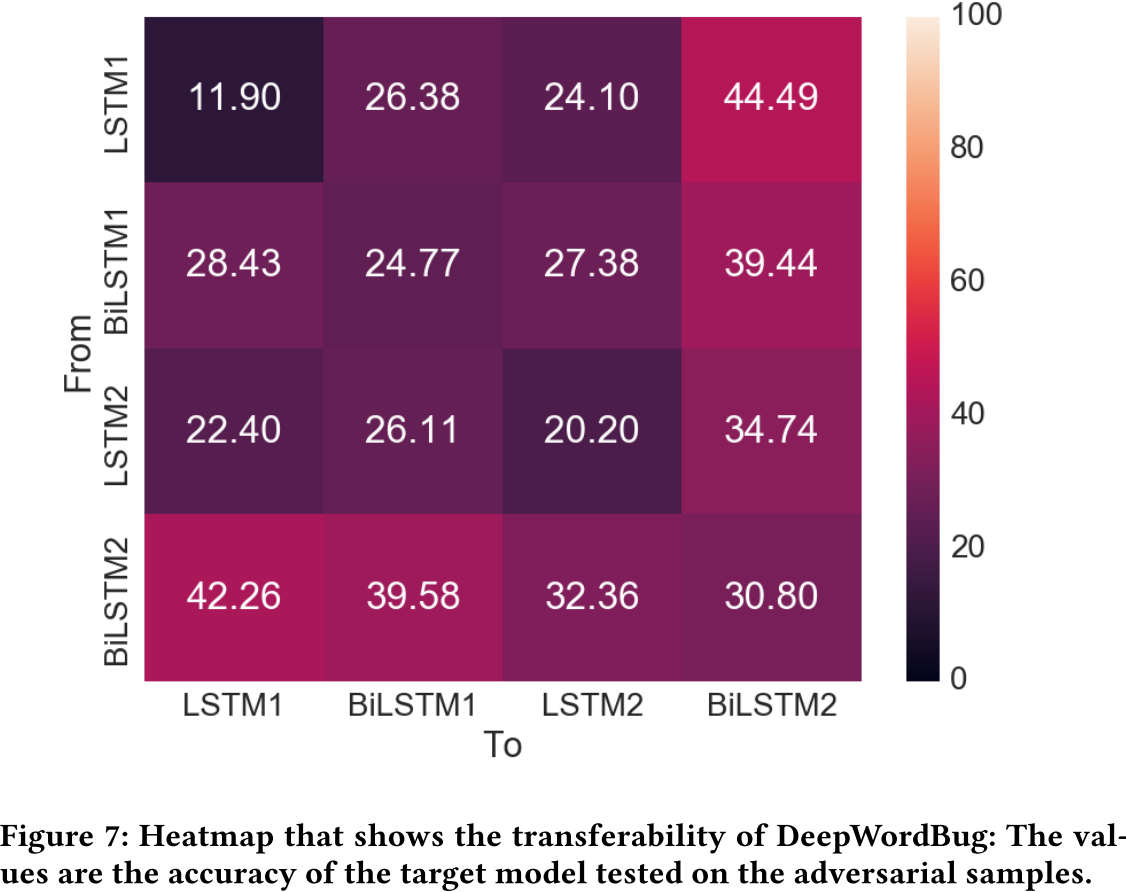 100
LSTM1 11.90 26.38 24.10 44.49
80
BiLSTM1 28.43 24.77 27.38 39.44
60
From
40
LSTM2 22.40 26.11 20.20 34.74
20
BiLSTM2 42.26 39.58 32.36 30.80
0
LSTM1 BiLSTM1 LSTM2 BiLSTM2
To
Figure 7: Heatmap that shows the transferability of DeepWordBug: The val-
ues are the accuracy of the target model tested on the adversarial samples.